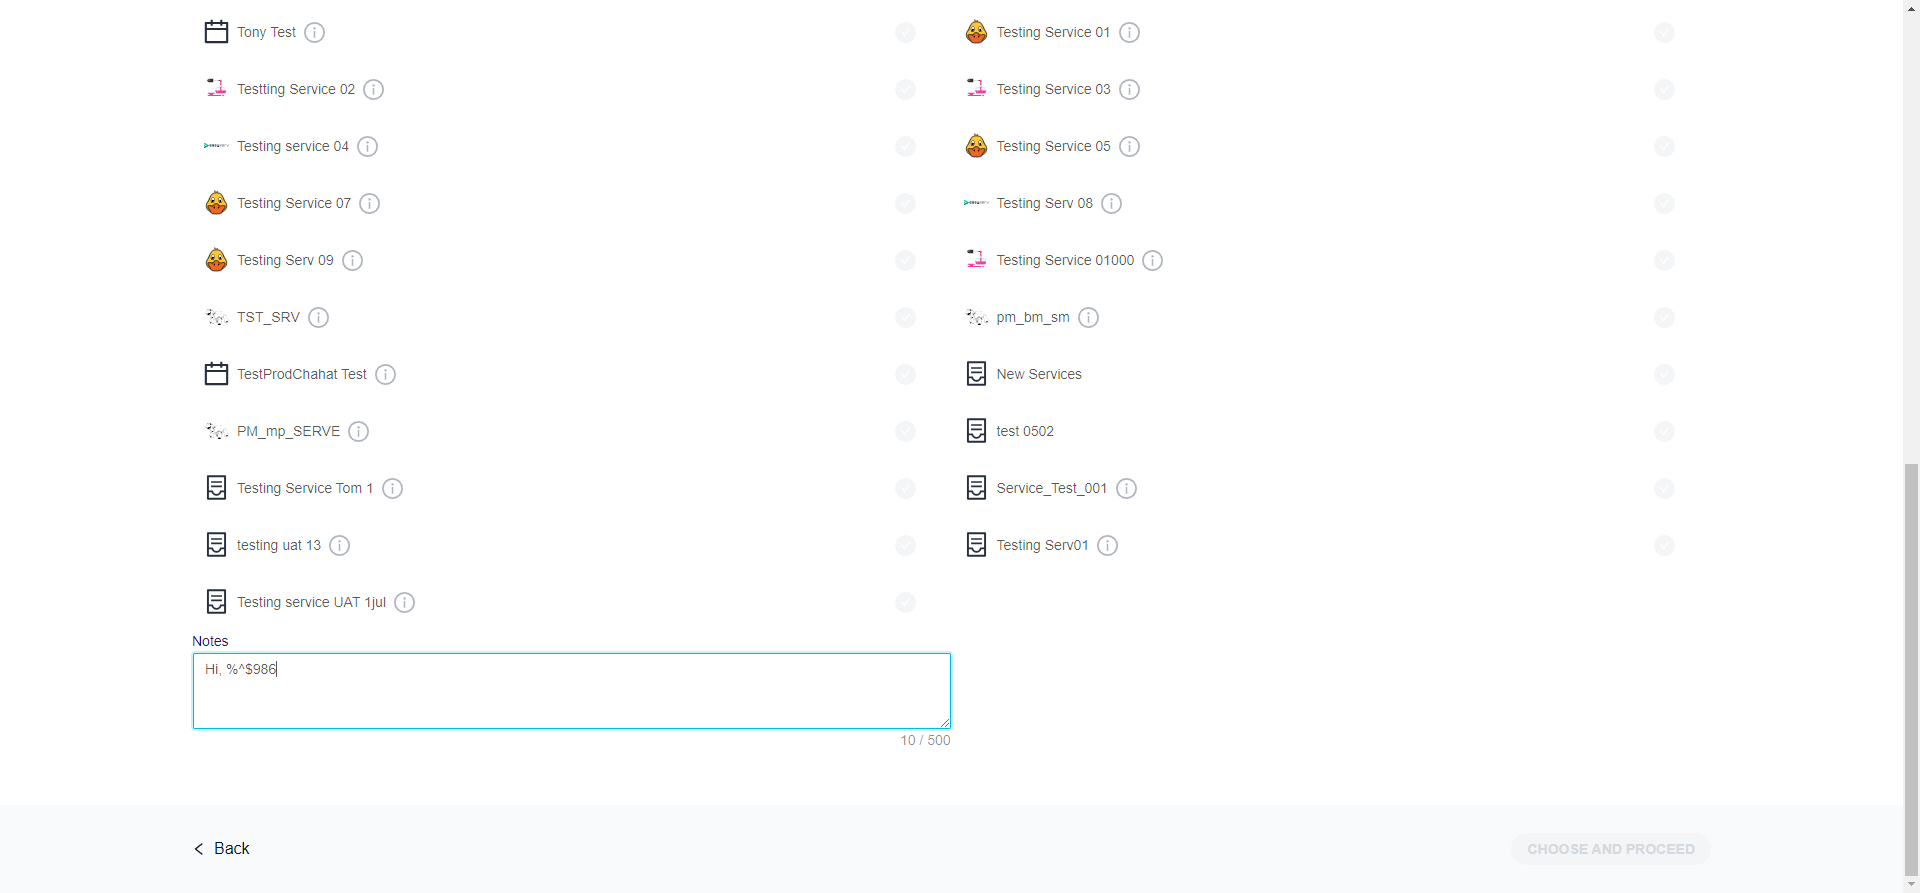 Tony Test
Testing Service 01
Testting Service 02
Testing Service 03
Testing service 04
Testing Service 05
Testing Service 07
Testing Serv 08
Testing Serv 09
Testing Service 01000
TST_SRV
pm_bm_sm
TestProdChahat Test
New Services
PM_mp_SERVE
test 0502
Testing Service Tom 1
Service_Test_001
testing uat 13
Testing Serv01
Testing service UAT 1jul
Notes
Hi, %^$986
10 / 500
Back
CHOOSE AND PROCEED